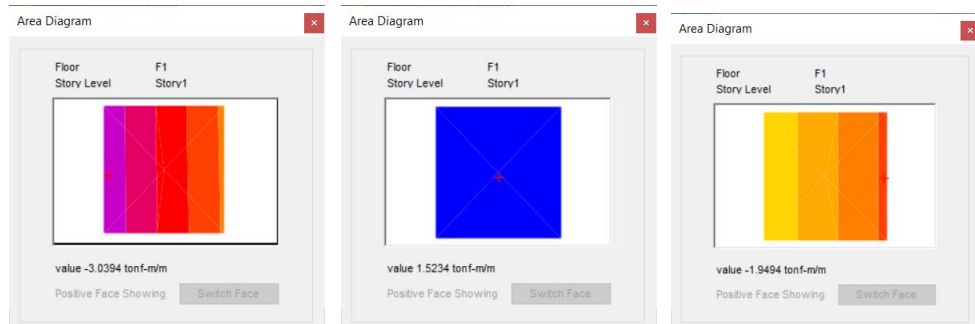 Area Diagram
Floor F1
Story Level Story1
value -3.0394 tonf-m/m
Positive Face Showing Switch Face
Area Diagram
Floor F1
Story Level Story1
value 1.5234 tonf-m/m
Positive Face Showing Switch Face
Area Diagram
Floor F1
Story Level Story1
value -1.9494 tonf-m/m
Positive Face Showing Switch Face